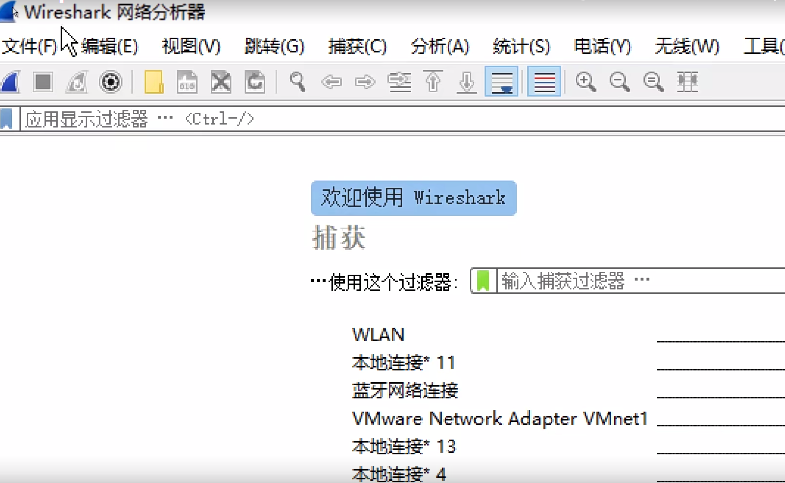 Wireshark 网络分析器
文件(F) 编辑(E) 视图(V) 跳转(G) 捕获(C) 分析(A) 统计(S) 电话(Y) 无线(W) 工具(
应用显示过滤器 … <Ctrl-/>
欢迎使用 Wireshark
捕获
…使用这个过滤器: 输入捕获过滤器 …
WLAN
本地连接* 11
蓝牙网络连接
VMware Network Adapter VMnet1
本地连接* 13
本地连接* 4